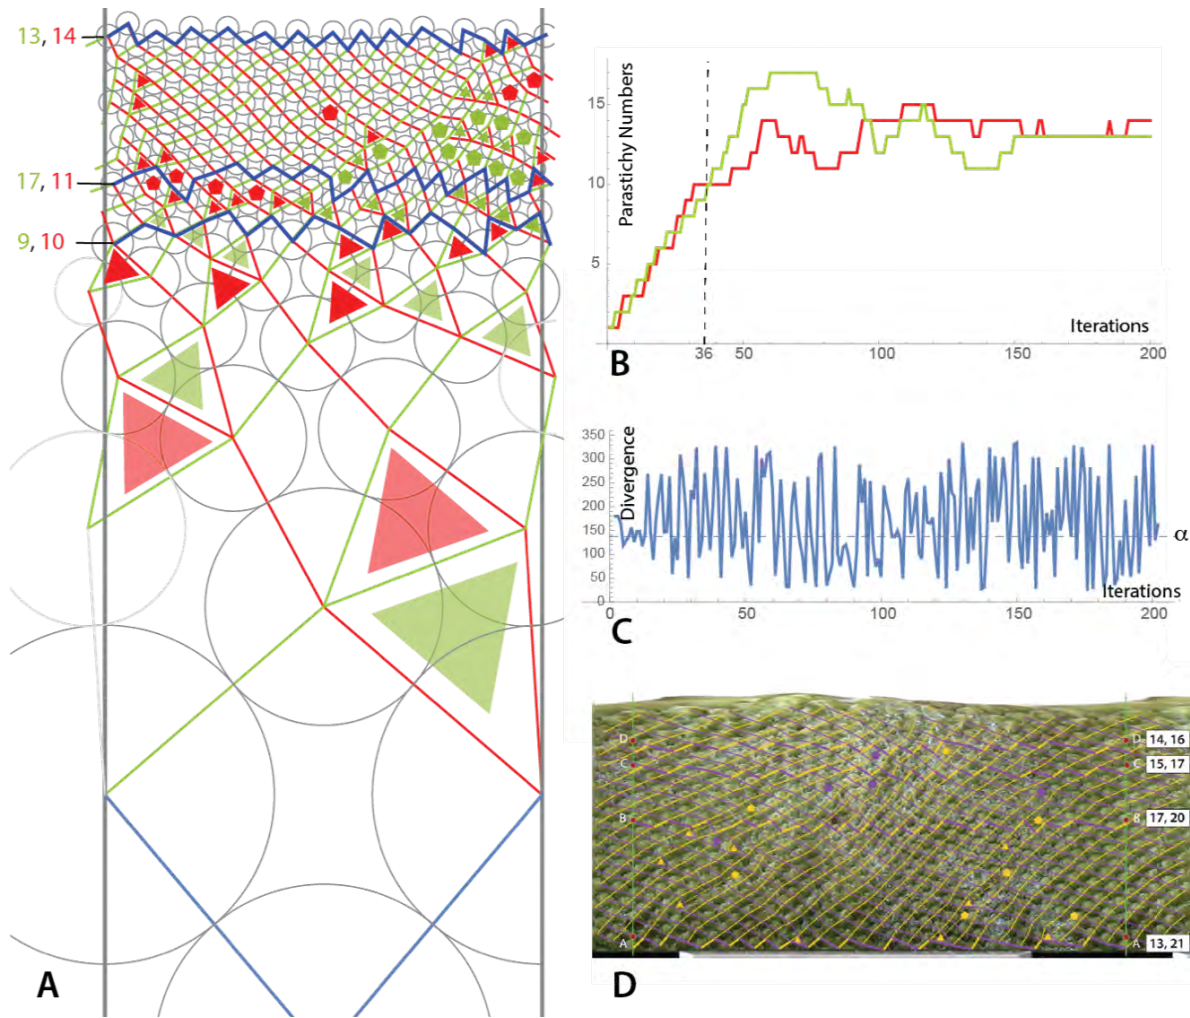 13, 14
17, 11
9, 10
A
Parastichy Numbers
15
10
5
Iterations
36
50
100
150
200
B
Divergence
350
300
250
200
150
100
50
0
α
Iterations
0
50
100
150
200
C
D
D
14, 16
C
C
15, 17
B
B
17, 20
A
A
13, 21
D